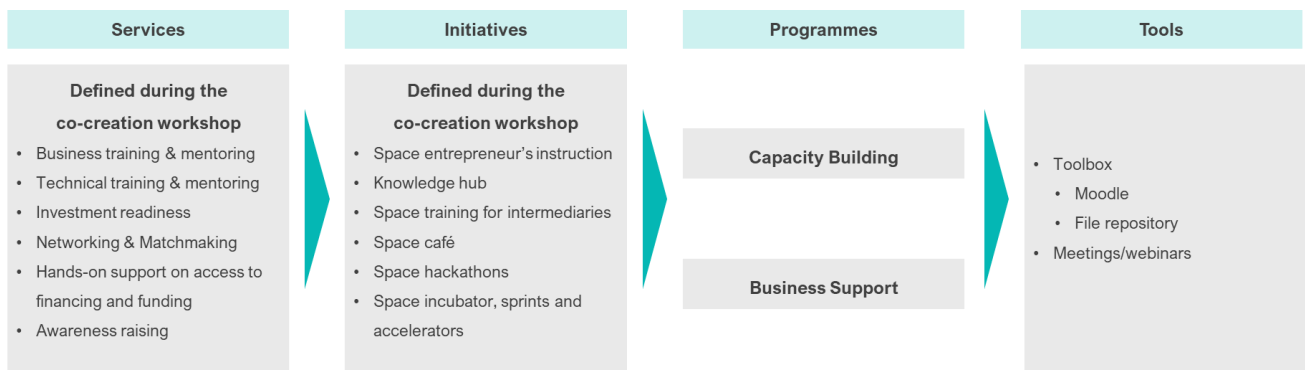 Services
Defined during the
co-creation workshop
• Business training & mentoring
• Technical training & mentoring
• Investment readiness
• Networking & Matchmaking
• Hands-on support on access to
financing and funding
• Awareness raising
Initiatives
Defined during the
co-creation workshop
• Space entrepreneur’s instruction
• Knowledge hub
• Space training for intermediaries
• Space café
• Space hackathons
• Space incubator, sprints and
accelerators
Programmes
Capacity Building
Business Support
Tools
• Toolbox
• Moodle
• File repository
• Meetings/webinars